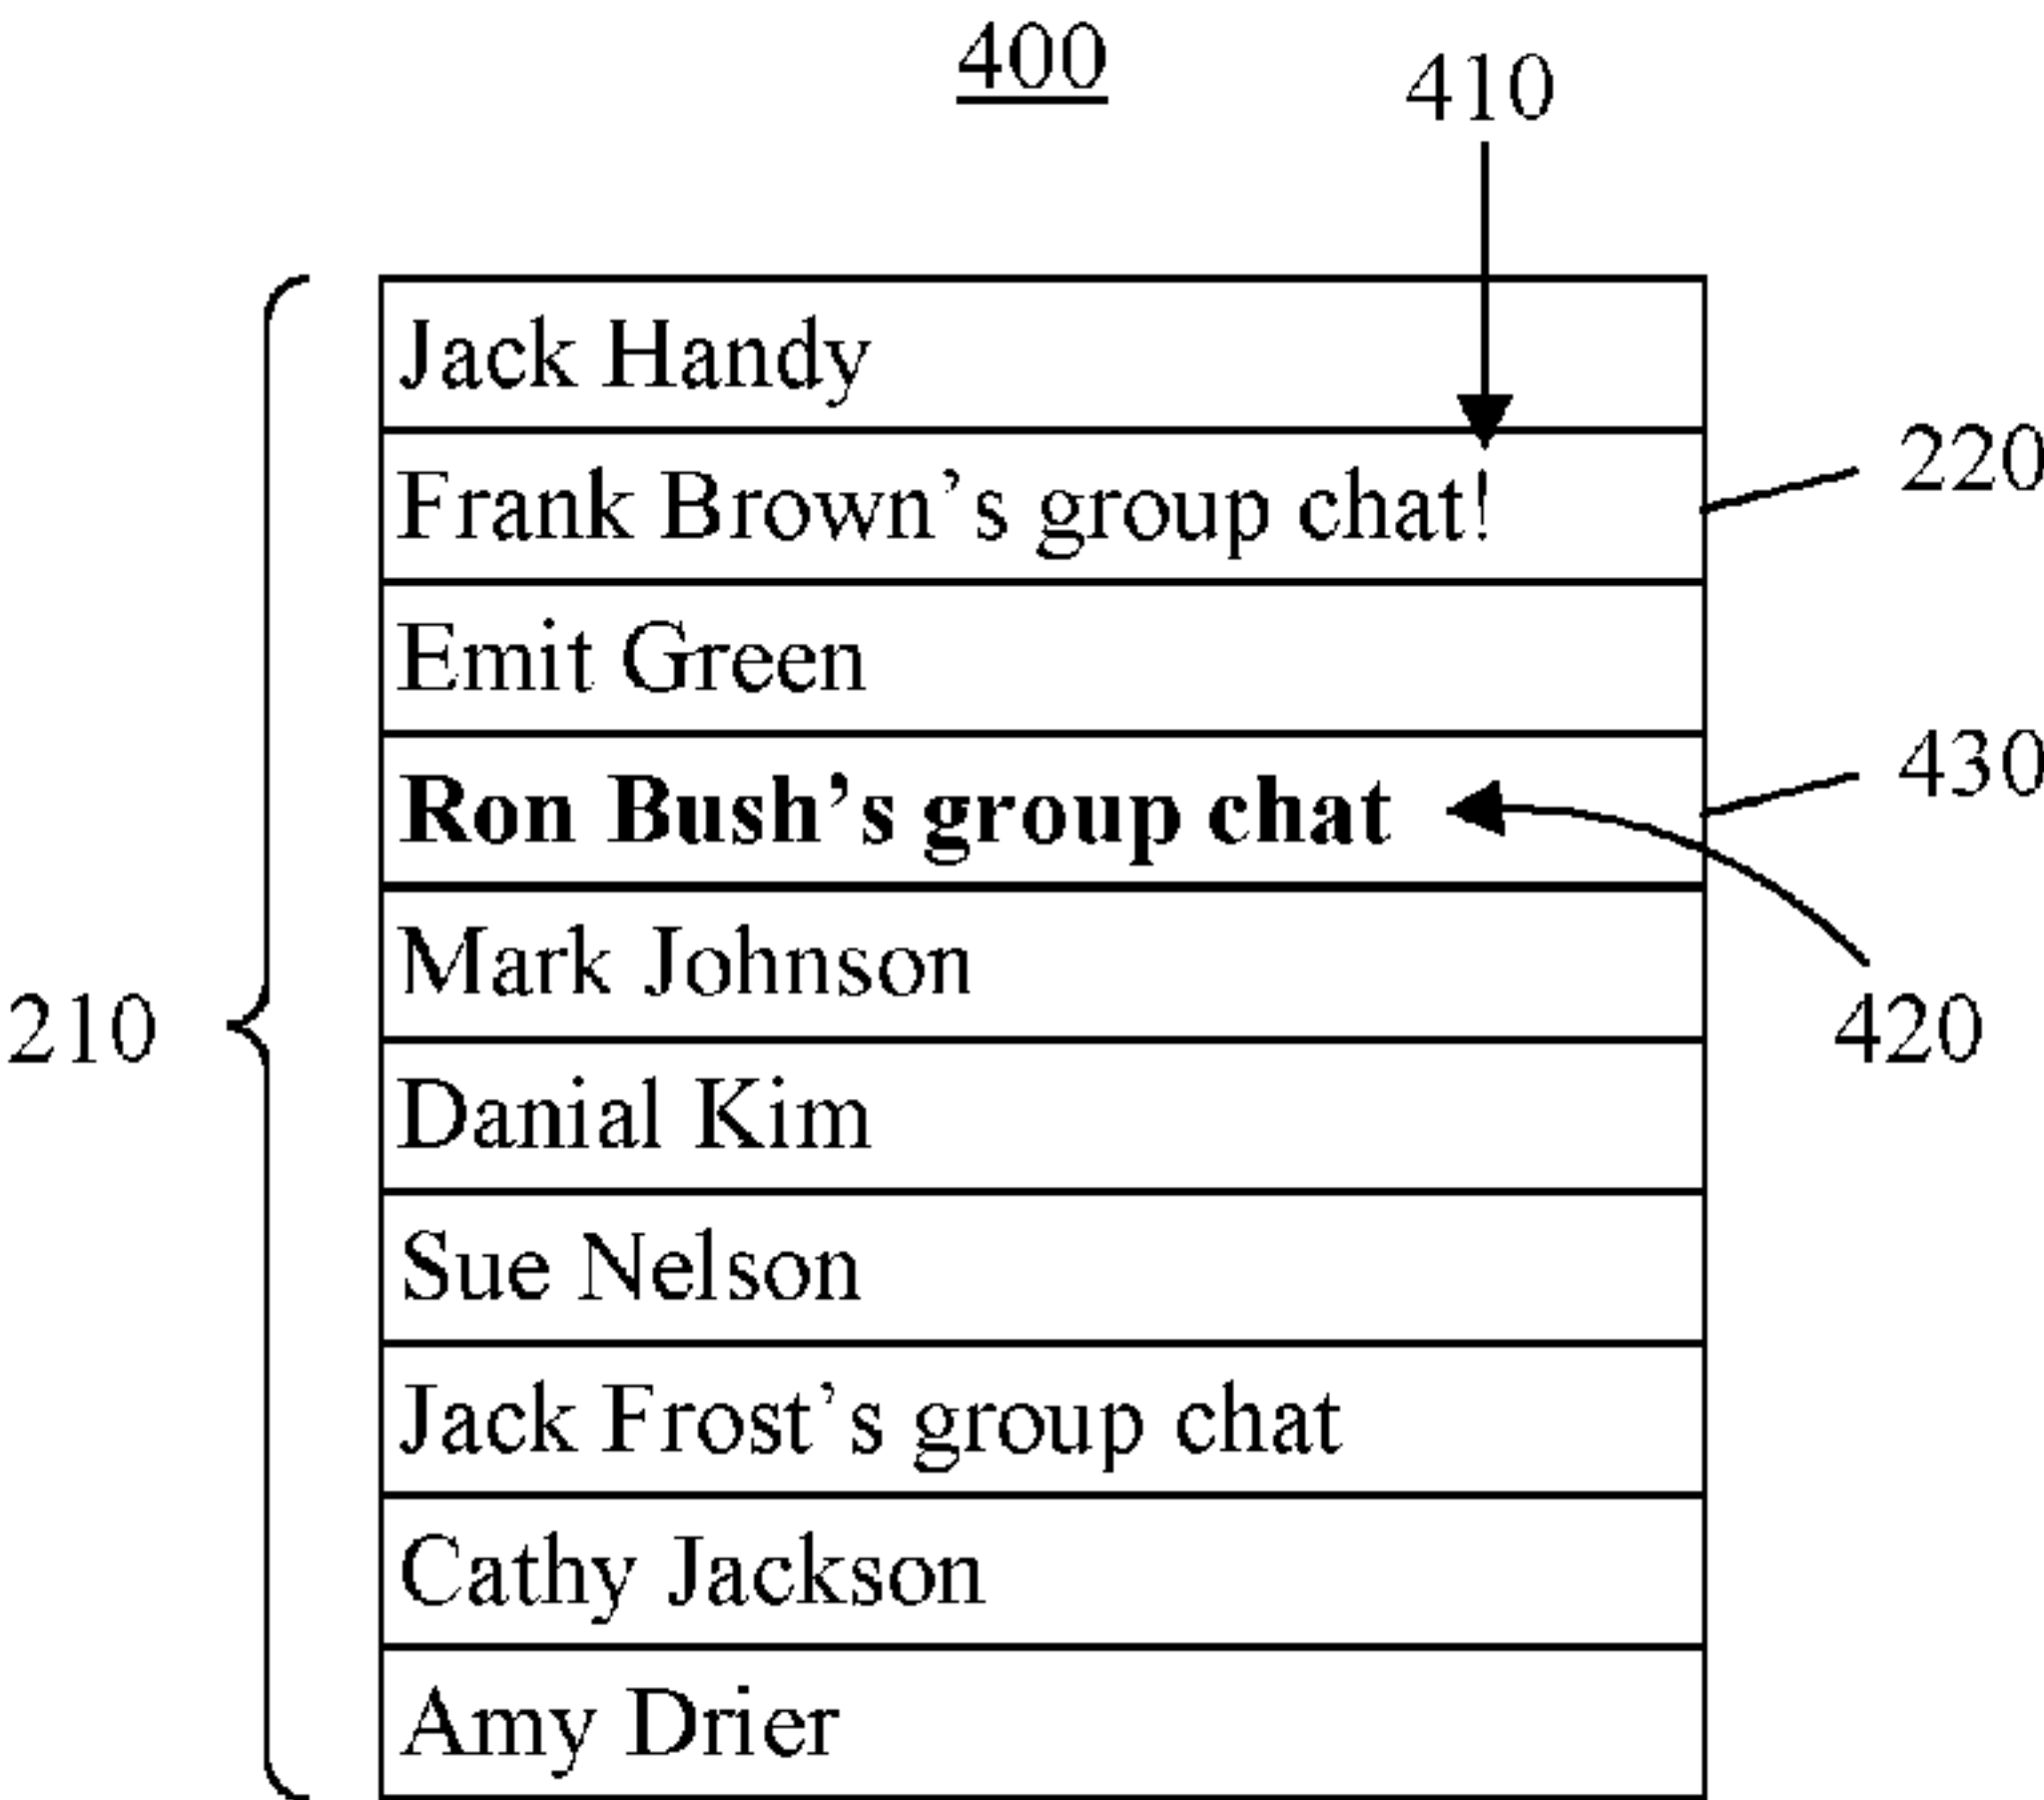 400
410
Jack Handy
Frank Brown’s group chat!
220
Emit Green
Ron Bush’s group chat
430
Mark Johnson
210
420
Danial Kim
Sue Nelson
Jack Frost’s group chat
Cathy Jackson
Amy Drier